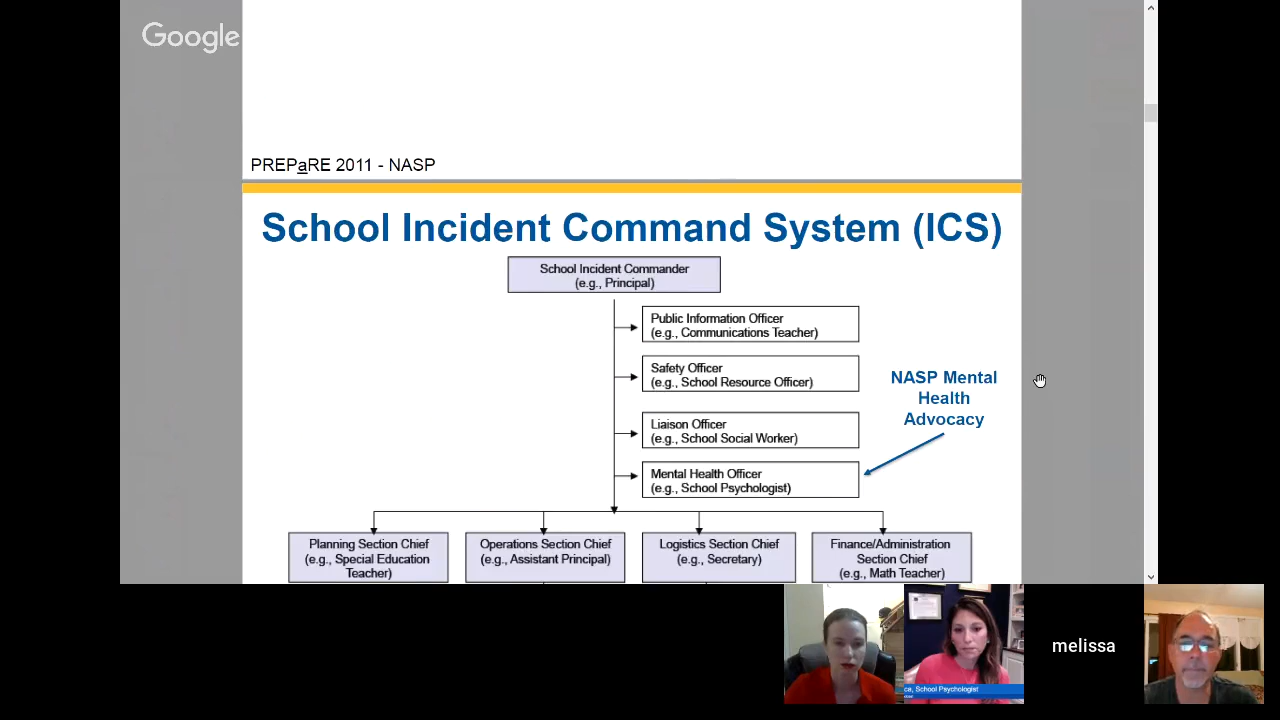 Google
PREPaRE 2011 - NASP
School Incident Command System (ICS)
School Incident Commander
(e.g., Principal)
Public Information Officer
(e.g., Communications Teacher)
Safety Officer
(e.g., School Resource Officer)
NASP Mental
Health
Advocacy
Liaison Officer
(e.g., School Social Worker)
Mental Health Officer
(e.g., School Psychologist)
Planning Section Chief
(e.g., Special Education
Teacher)
Operations Section Chief
(e.g., Assistant Principal)
Logistics Section Chief
(e.g., Secretary)
Finance/Administration
Section Chief
(e.g., Math Teacher)
melissa
ca, School Psychologist